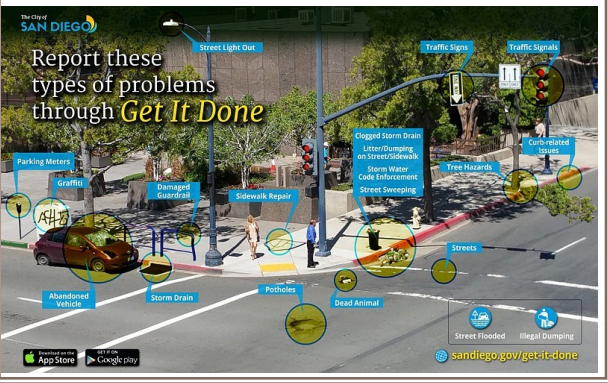 The City of
SAN DIEGO
Report these
types of problems
through Get It Done
Street Light Out
Traffic Signs
Traffic Signals
Parking Meters
Graffiti
Damaged
Guardrail
Sidewalk Repair
Clogged Storm Drain
Litter/Dumping
on Street/Sidewalk
Storm Water
Code Enforcement
Street Sweeping
Tree Hazards
Curb-related
Issues
Abandoned
Vehicle
Storm Drain
Potholes
Dead Animal
Streets
Street Flooded
Illegal Dumping
Download on the
App Store
GET IT ON
Google play
sandiego.gov/get-it-done